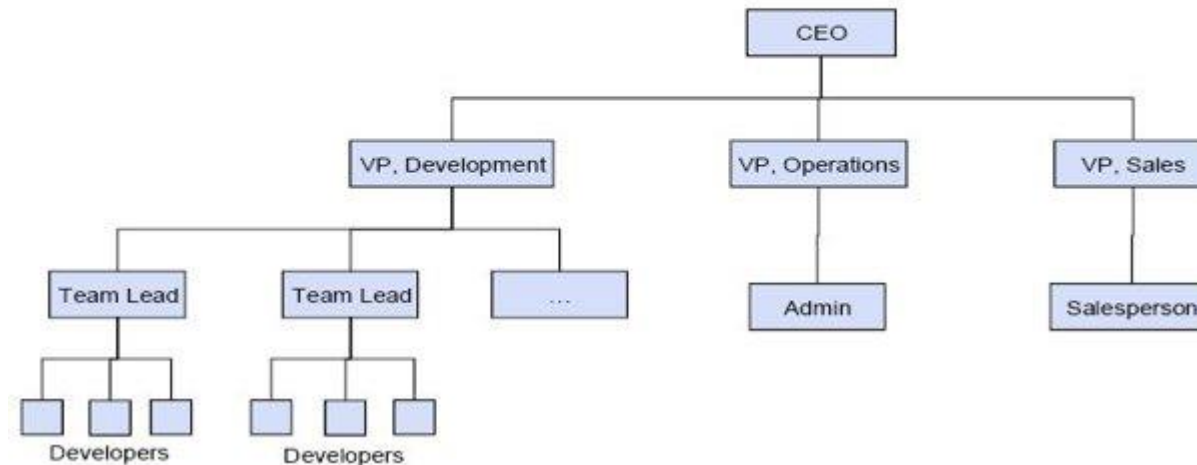 CEO
VP, Development
VP, Operations
VP, Sales
Team Lead
Team Lead
...
Admin
Salesperson
Developers
Developers